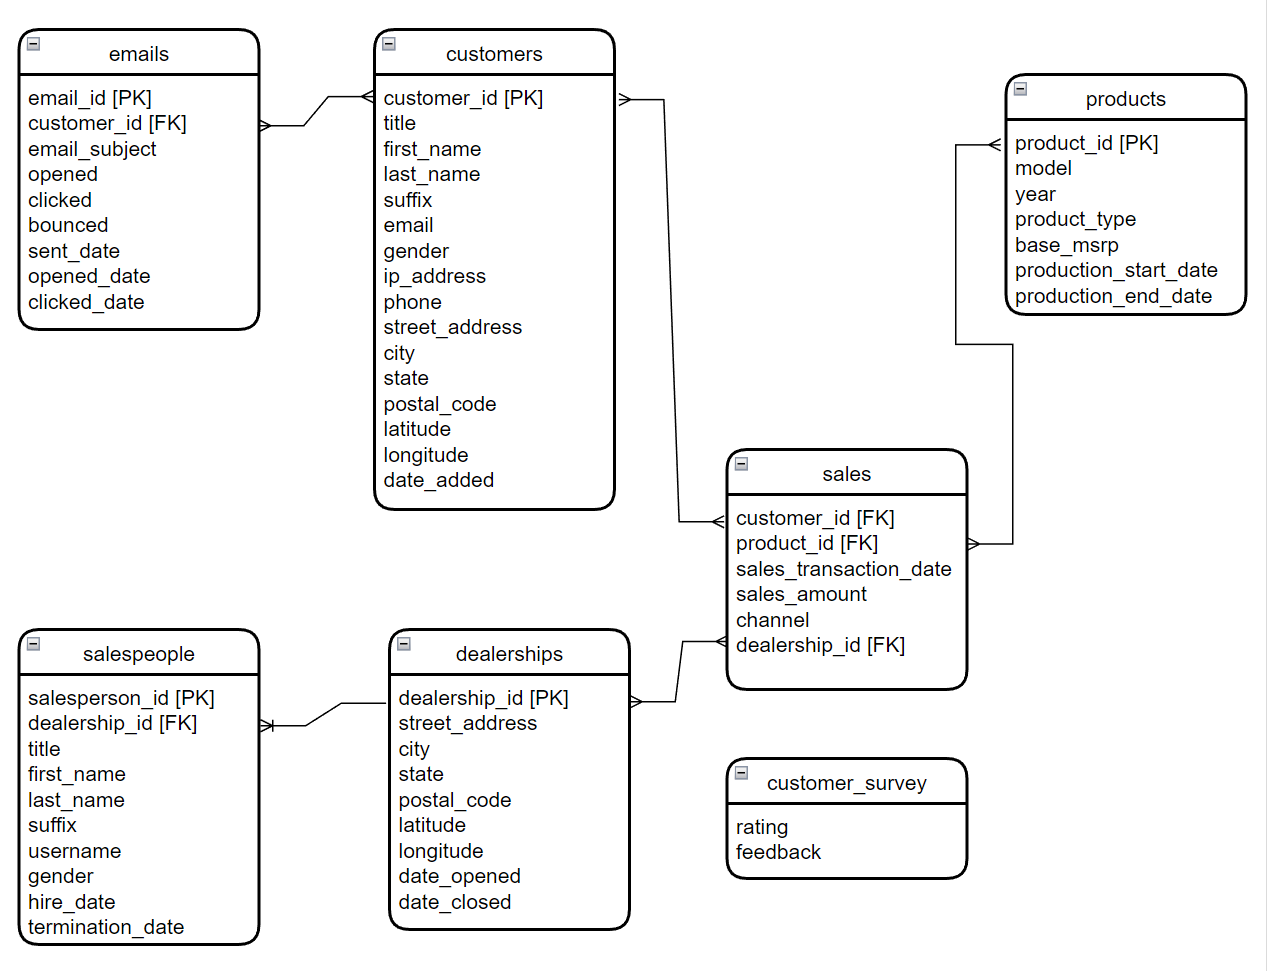 emails
email_id [PK]
customer_id [FK]
email_subject
opened
clicked
bounced
sent_date
opened_date
clicked_date
customers
customer_id [PK]
title
first_name
last_name
suffix
email
gender
ip_address
phone
street_address
city
state
postal_code
latitude
longitude
date_added
products
product_id [PK]
model
year
product_type
base_msrp
production_start_date
production_end_date
sales
customer_id [FK]
product_id [FK]
sales_transaction_date
sales_amount
channel
dealership_id [FK]
salespeople
salesperson_id [PK]
dealership_id [FK]
title
first_name
last_name
suffix
username
gender
hire_date
termination_date
dealerships
dealership_id [PK]
street_address
city
state
postal_code
latitude
longitude
date_opened
date_closed
customer_survey
rating
feedback